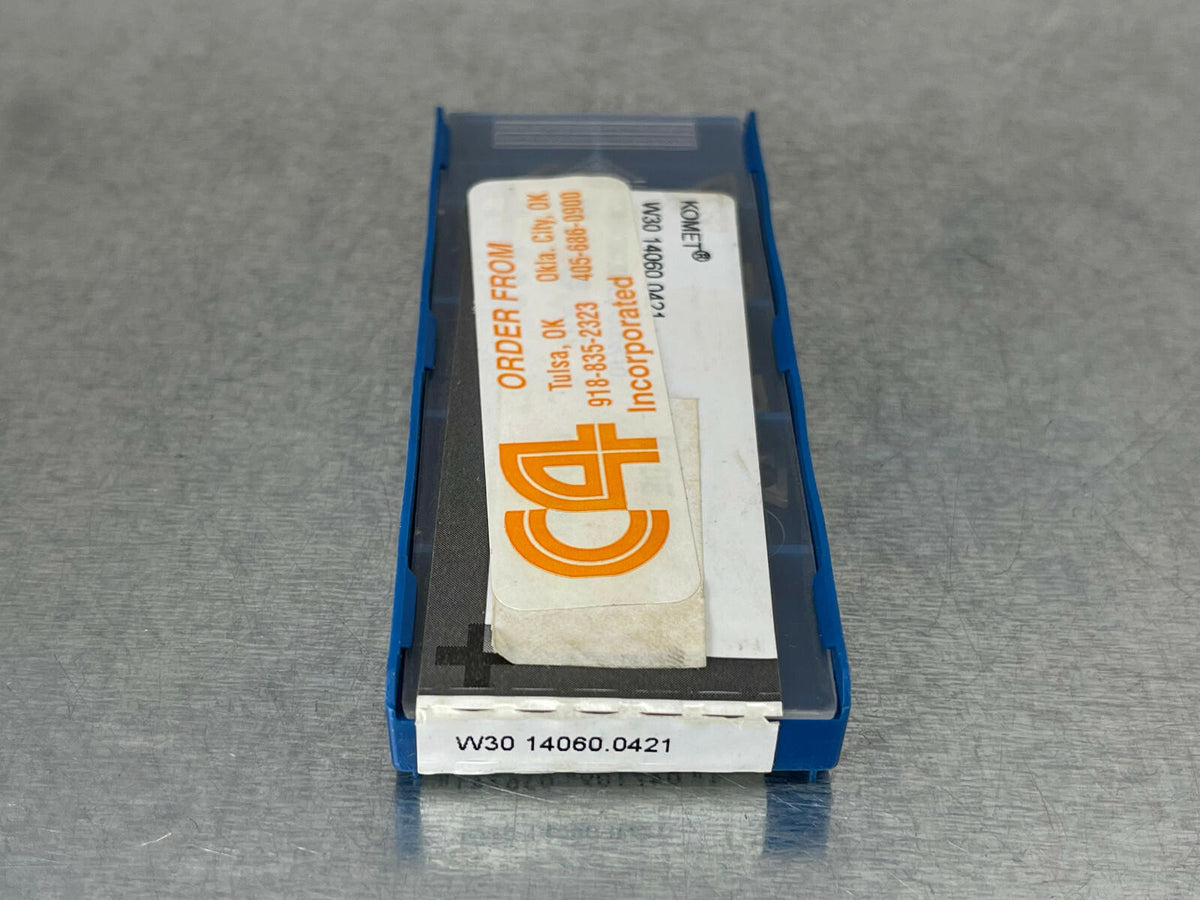 KOMET®
W30 14060.0421
ORDER FROM
Tulsa, OK Okla. City, OK
918-835-2323 405-686-0900
Incorporated
C4
W30 14060.0421